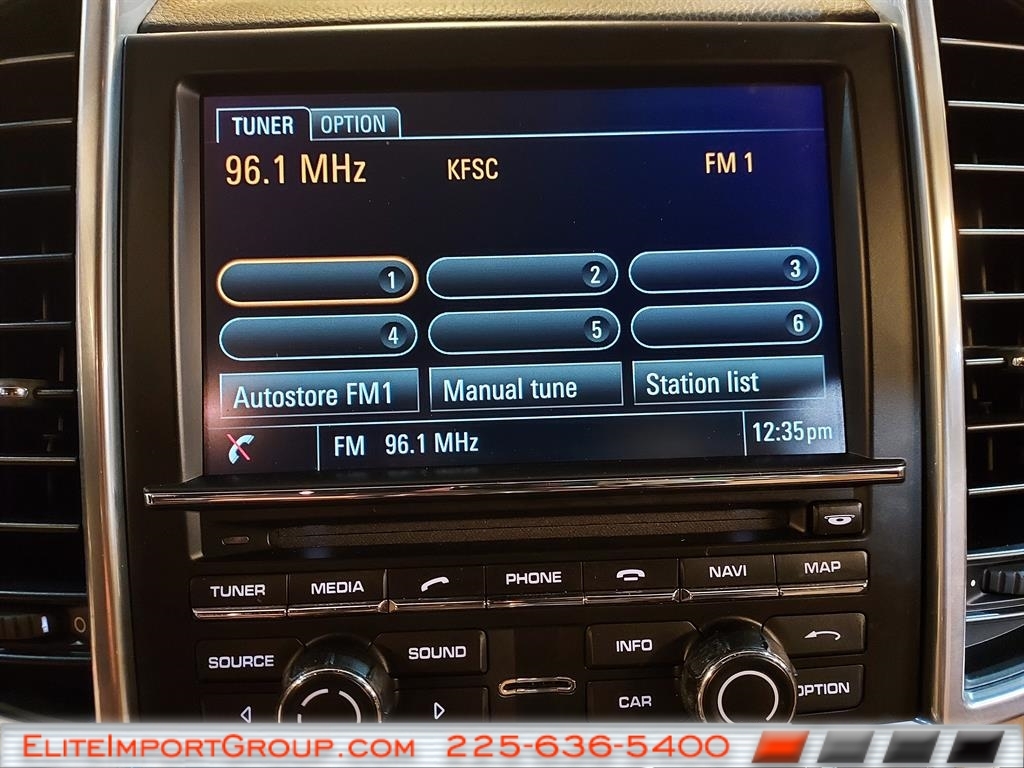 TUNER OPTION
96.1 MHz KFSC FM 1
1 2 3
4 5 6
Autostore FM1 Manual tune Station list
FM 96.1 MHz 12:35pm
TUNER MEDIA PHONE NAVI MAP
SOURCE SOUND INFO
CAR OPTION
ELITEIMPORTGROUP.COM 225-636-5400